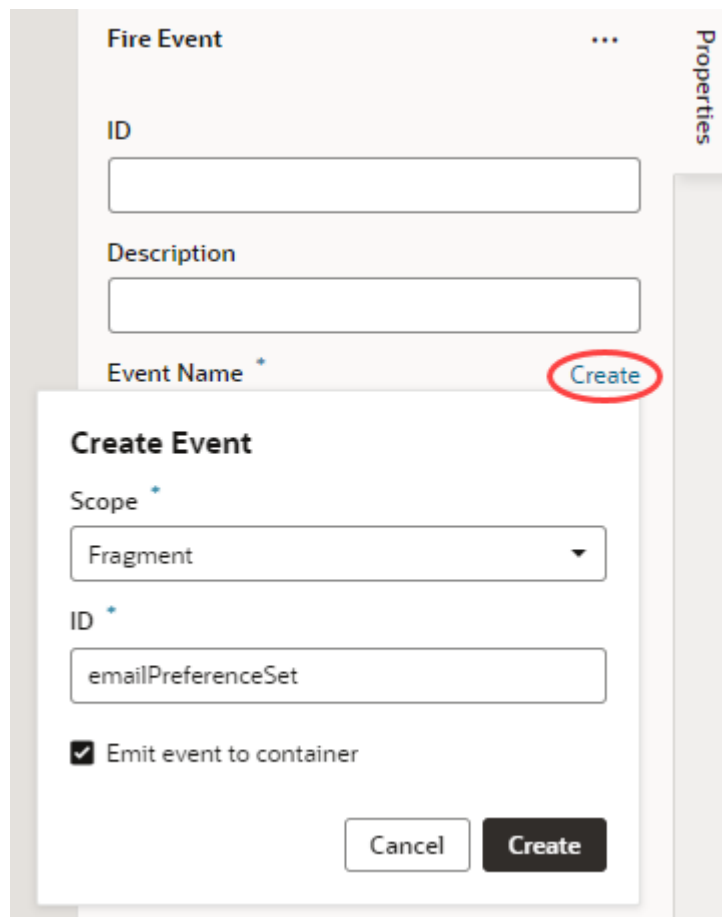 Fire Event ...
Properties
ID
Description
Event Name *
Create
Create Event
Scope *
Fragment
ID *
emailPreferenceSet
Emit event to container
Cancel
Create